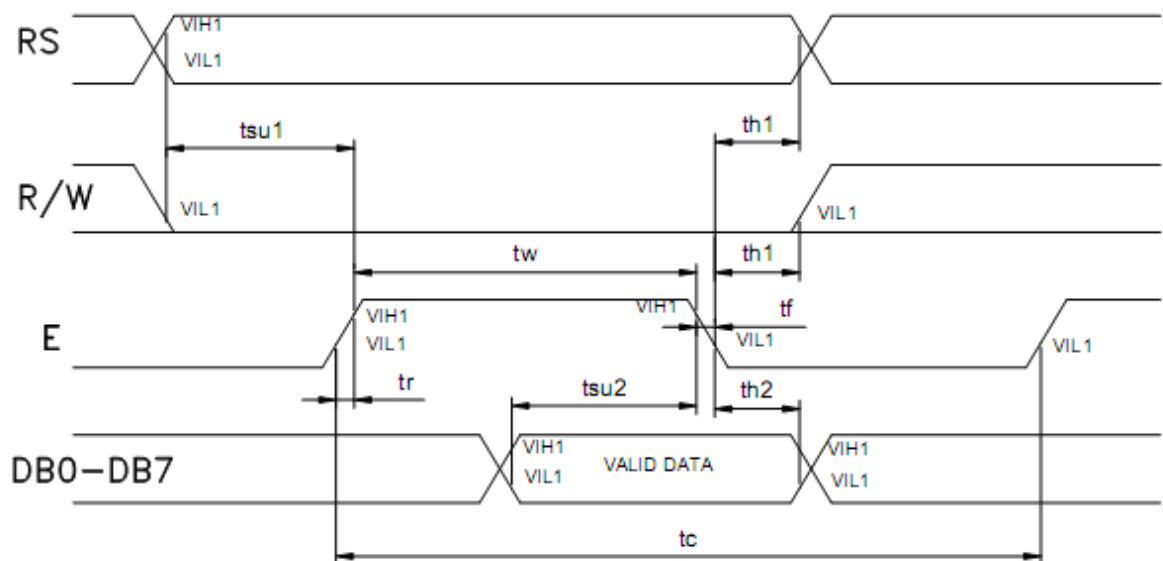 RS
VIH1
VIL1
tsu1
th1
R/W
VIL1
VIL1
tw
th1
VIH1
tf
E
VIH1
VIL1
VIL1
VIL1
tr
tsu2
th2
DB0-DB7
VIH1
VIL1
VALID DATA
VIH1
VIL1
tc